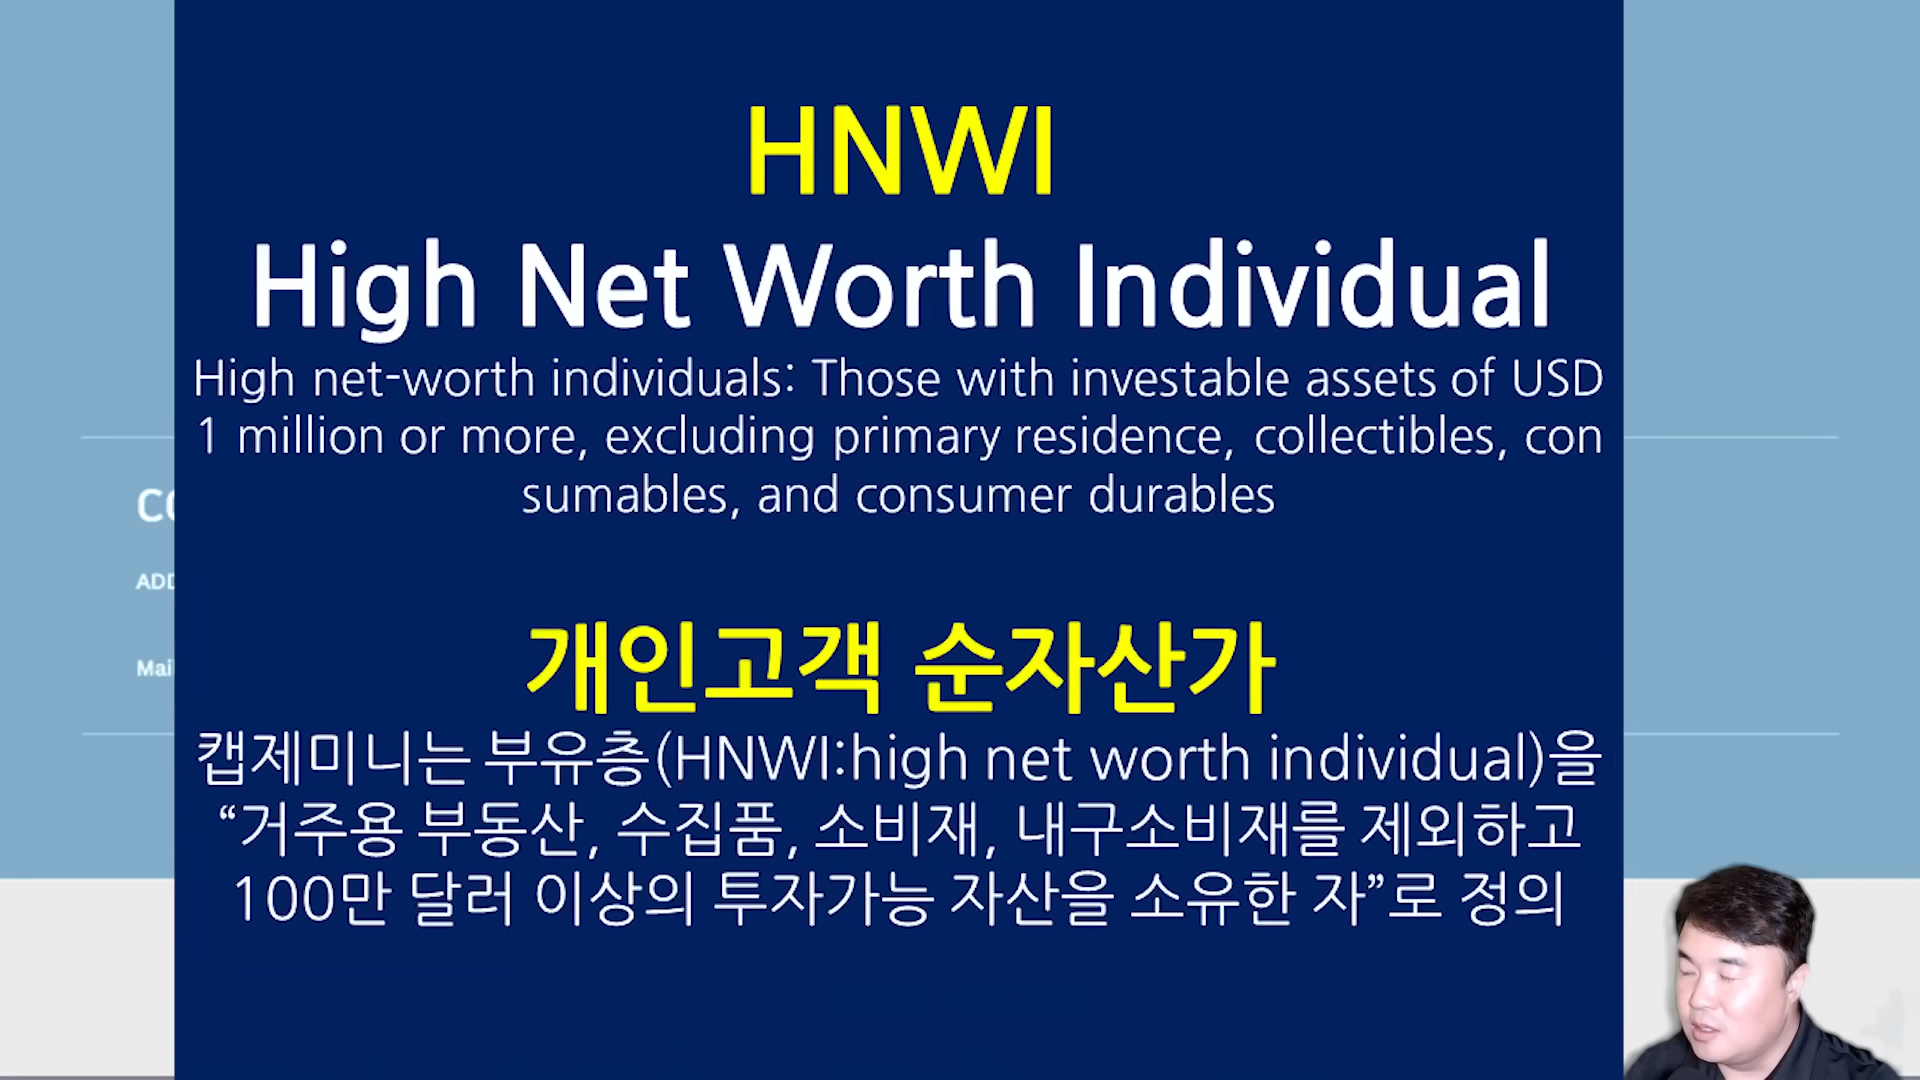 HNWI
High Net Worth Individual
High net-worth individuals: Those with investable assets of USD
1 million or more, excluding primary residence, collectibles, con
sumables, and consumer durables
CO
ADD
Mai
개인고객 순자산가
캡제미니는 부유층(HNWI:high net worth individual)을
“거주용 부동산, 수집품, 소비재, 내구소비재를 제외하고
100만 달러 이상의 투자가능 자산을 소유한 자”로 정의